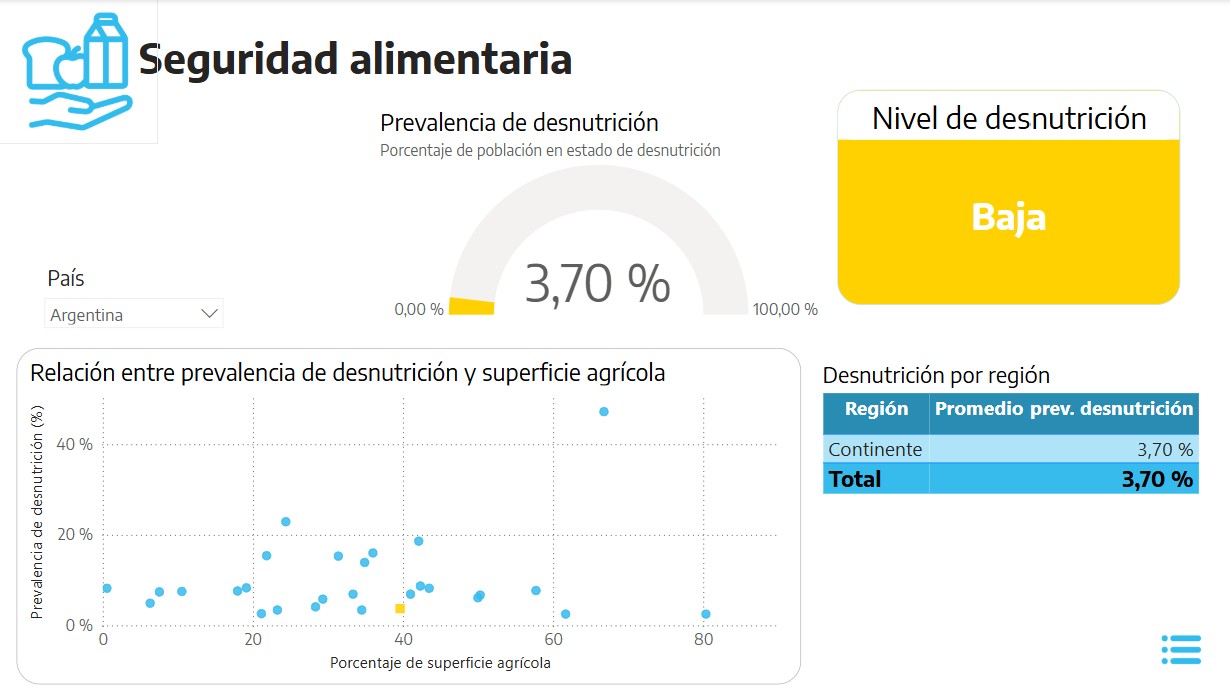 Seguridad alimentaria
Prevalencia de desnutrición
Porcentaje de población en estado de desnutrición
3,70 %
0,00 %
100,00 %
Nivel de desnutrición
Baja
País
Argentina
Relación entre prevalencia de desnutrición y superficie agrícola
Prevalencia de desnutrición (%)
40 %
20 %
0 %
0
20
40
60
80
Porcentaje de superficie agrícola
Desnutrición por región
Región Promedio prev. desnutrición
Continente 3,70 %
Total 3,70 %